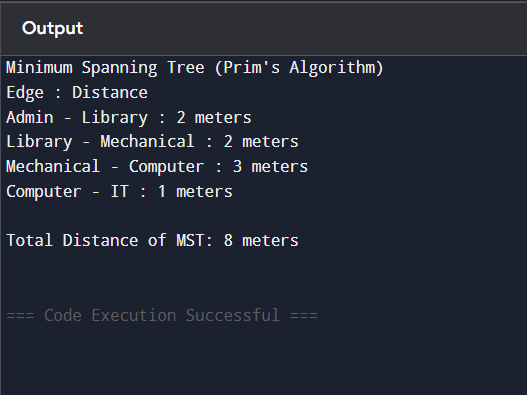 Output
Minimum Spanning Tree (Prim's Algorithm)
Edge : Distance
Admin - Library : 2 meters
Library - Mechanical : 2 meters
Mechanical - Computer : 3 meters
Computer - IT : 1 meters
Total Distance of MST: 8 meters
=== Code Execution Successful ===